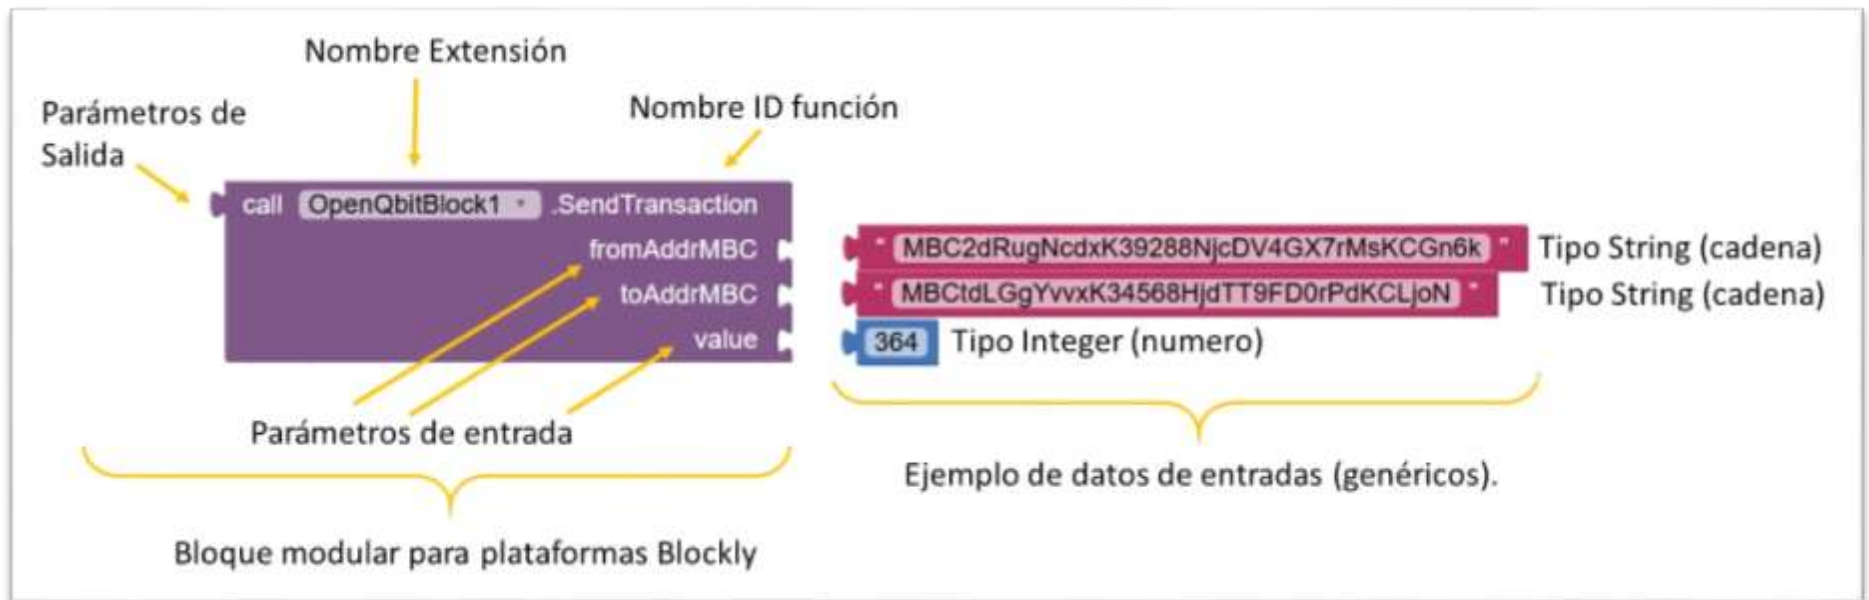 Nombre Extensión
Parámetros de
Salida
Nombre ID función
call OpenQbitBlock1 .SendTransaction
fromAddrMBC " MBC2dRugNcdxK39288NjcDV4GX7rMsKCGn6k " Tipo String (cadena)
toAddrMBC " MBCtdLGgYvvxK34568HjdTT9FD0rPdKCLjoN " Tipo String (cadena)
value 364 Tipo Integer (numero)
Parámetros de entrada
Ejemplo de datos de entradas (genéricos).
Bloque modular para plataformas Blockly